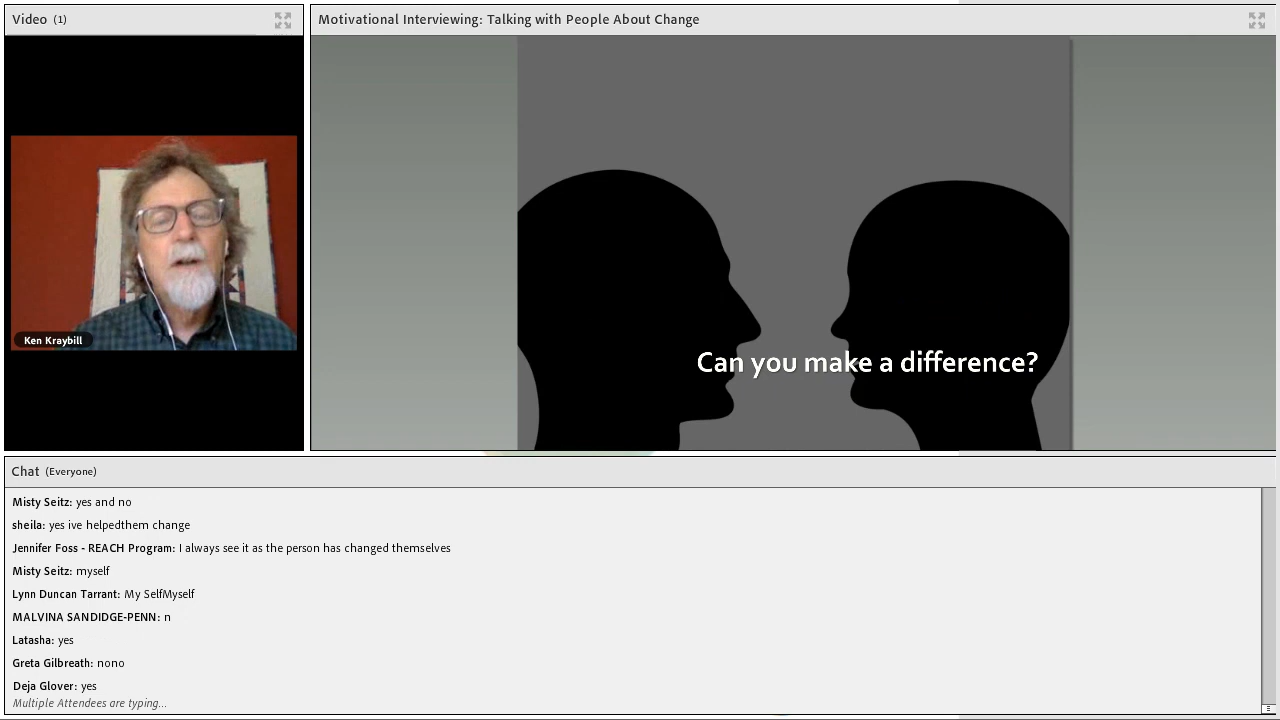 Video (1)
Motivational Interviewing: Talking with People About Change
Ken Kraybill
Can you make a difference?
Chat (Everyone)
Misty Seitz: yes and no
sheila: yes ive helpedthem change
Jennifer Foss - REACH Program: I always see it as the person has changed themselves
Misty Seitz: myself
Lynn Duncan Tarrant: My SelfMyself
MALVINA SANDIDGE-PENN: n
Latasha: yes
Greta Gilbreath: nono
Deja Glover: yes
Multiple Attendees are typing...